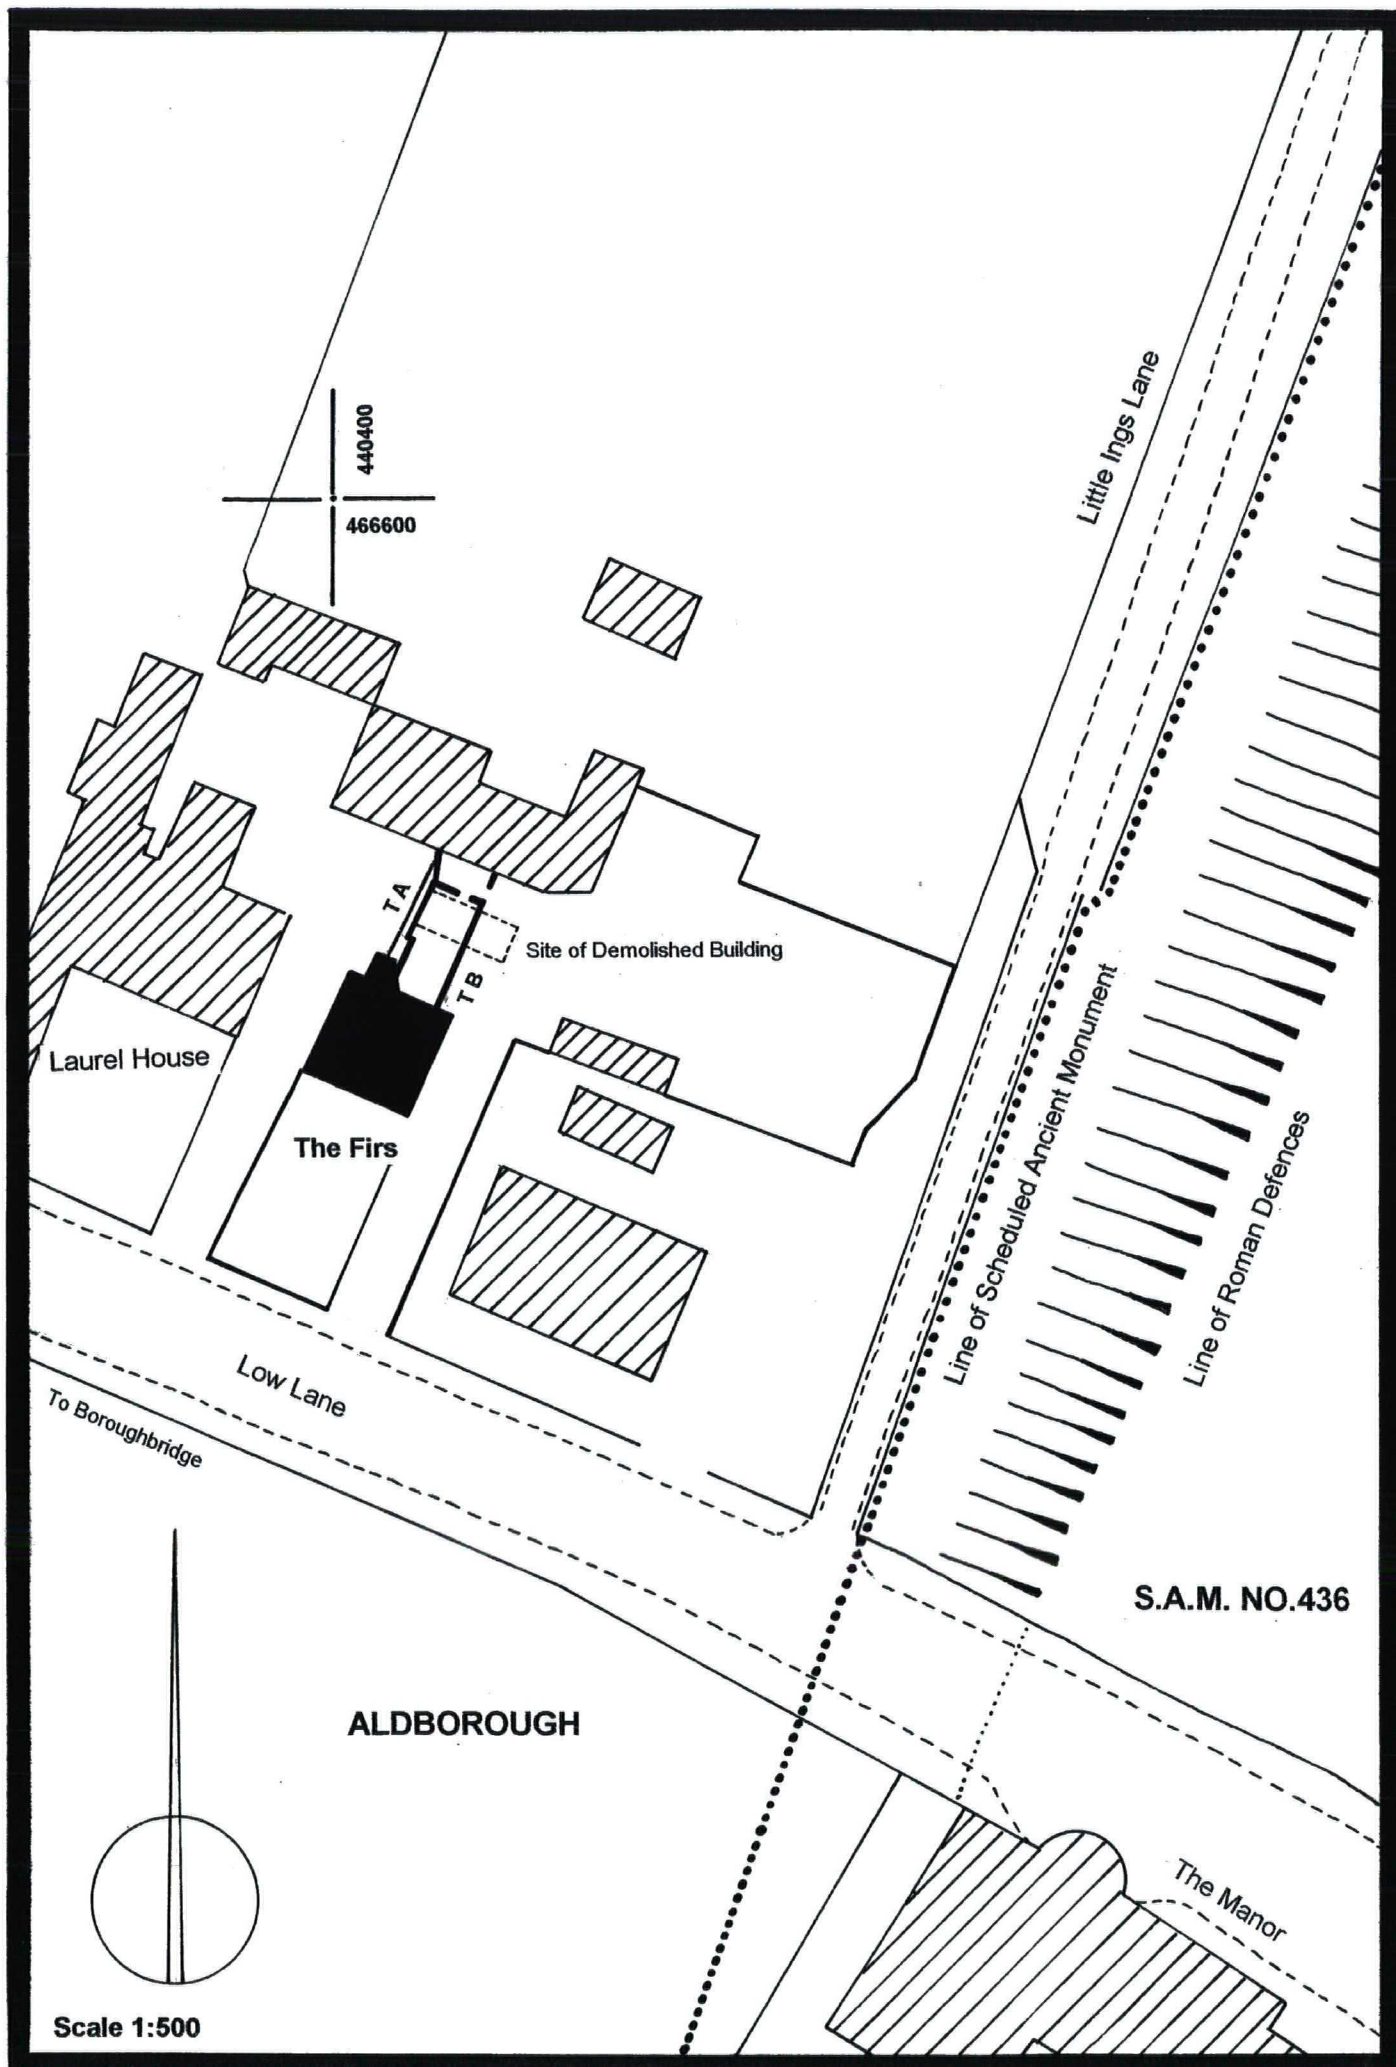 440400
466600
Little Ings Lane
T A
Site of Demolished Building
T B
Laurel House
The Firs
Line of Scheduled Ancient Monument
Line of Roman Defences
Low Lane
To Boroughbridge
S.A.M. NO.436
ALDBOROUGH
The Manor
Scale 1:500